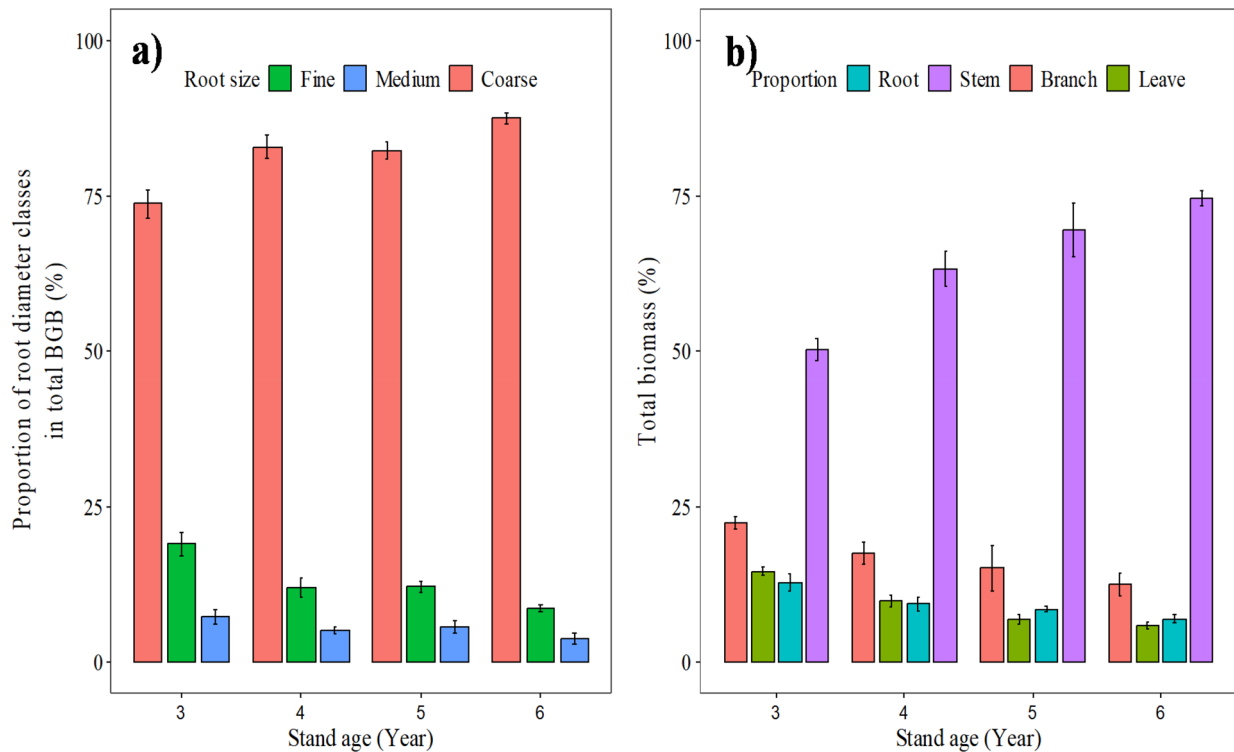 a)
Root size Fine Medium Coarse
Proportion of root diameter classes
in total BGB (%)
100
75
50
25
0
3 4 5 6
Stand age (Year)
b)
Proportion Root Stem Branch Leave
Total biomass (%)
100
75
50
25
0
3 4 5 6
Stand age (Year)